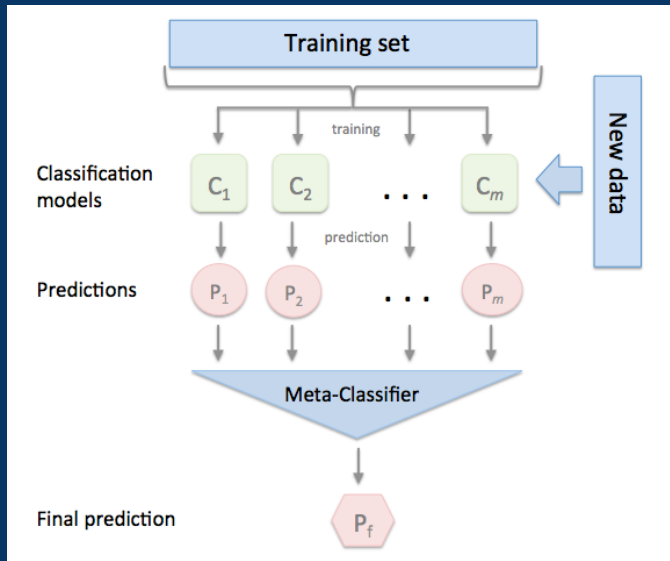 Training set
training
New data
Classification
models
C₁
C₂
. . .
Cₘ
prediction
Predictions
P₁
P₂
. . .
Pₘ
Meta-Classifier
Final prediction
P_f